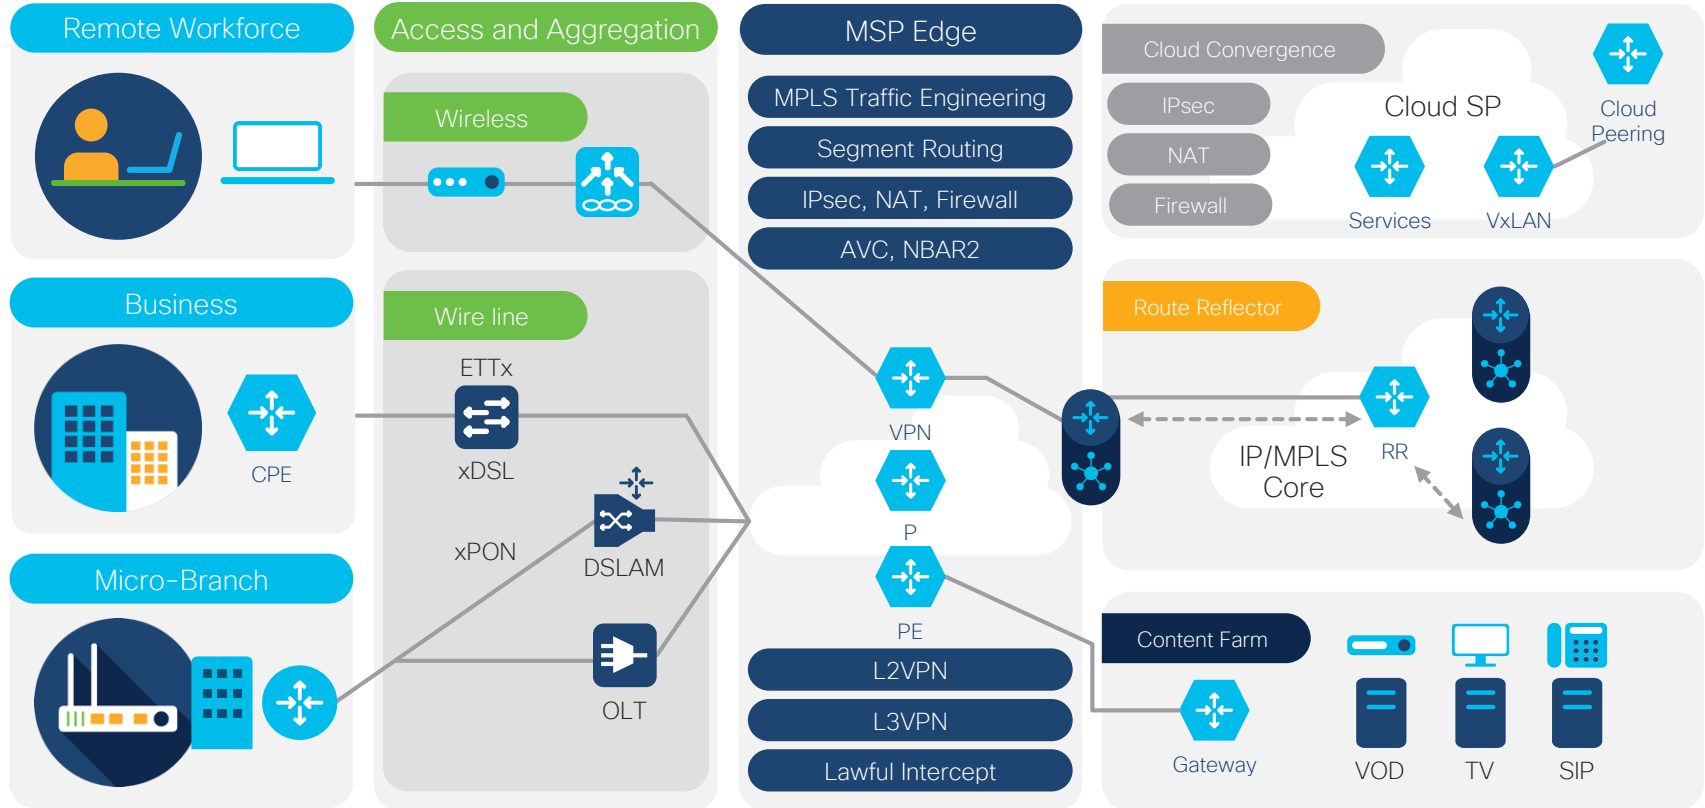 Remote Workforce
Business
CPE
Micro-Branch
Access and Aggregation
Wireless
Wire line
ETTx
xDSL
xPON
DSLAM
OLT
MSP Edge
MPLS Traffic Engineering
Segment Routing
IPsec, NAT, Firewall
AVC, NBAR2
VPN
P
PE
L2VPN
L3VPN
Lawful Intercept
Cloud Convergence
IPsec
NAT
Firewall
Cloud SP
Services
VxLAN
Cloud
Peering
Route Reflector
IP/MPLS
Core
RR
Content Farm
Gateway
VOD
TV
SIP